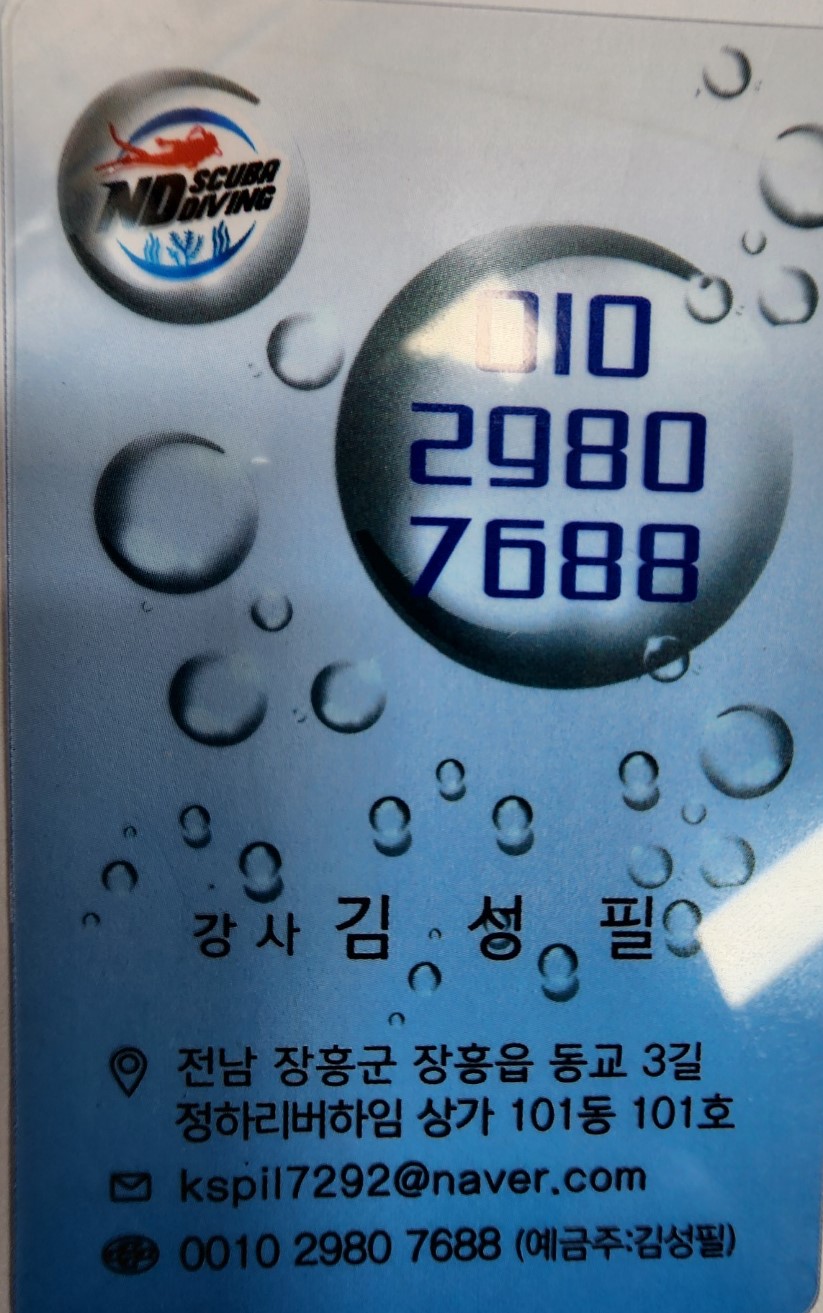 ND SCUBA
DIVING
010
2980
7688
강사 김성필
전남 장흥군 장흥읍 동교 3길
정하리버하임 상가 101동 101호
kspil7292@naver.com
0010 2980 7688 (예금주:김성필)